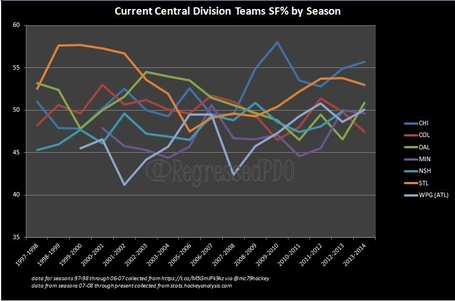 Current Central Division Teams SF% by Season
60
55
50
45
40
35
1997-1998
1998-1999
1999-2000
2000-2001
2001-2002
2002-2003
2003-2004
2005-2006
2006-2007
2007-2008
2008-2009
2009-2010
2010-2011
2011-2012
2012-2013
2013-2014
CHI
COL
DAL
MIN
NSH
STL
WPG (ATL)
@RegressedPDO
data for seasons 97-98 through 06-07 collected from via @mc79hockey
data from seasons 07-08 through present collected from stats.hockeyanalysis.com